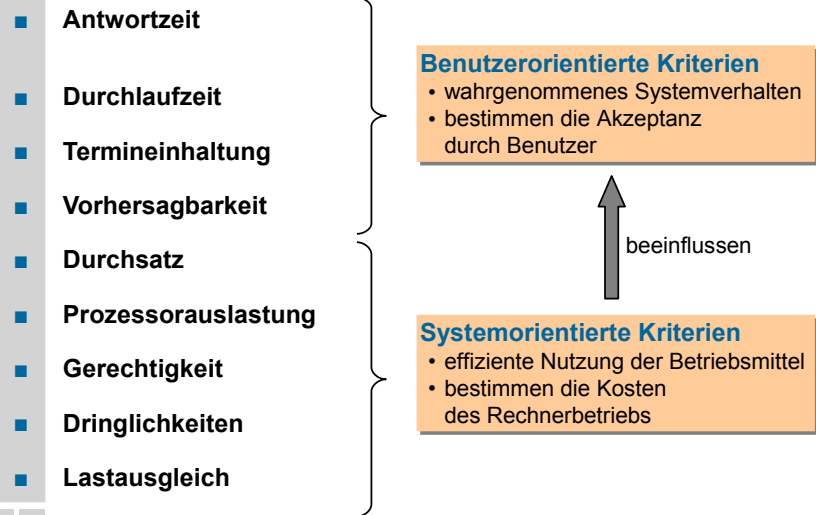 ■ Antwortzeit
■ Durchlaufzeit
■ Termineinhaltung
■ Vorhersagbarkeit
■ Durchsatz
■ Prozessorauslastung
■ Gerechtigkeit
■ Dringlichkeiten
■ Lastausgleich
Benutzerorientierte Kriterien
• wahrgenommenes Systemverhalten
• bestimmen die Akzeptanz
durch Benutzer
beeinflussen
Systemorientierte Kriterien
• effiziente Nutzung der Betriebsmittel
• bestimmen die Kosten
des Rechnerbetriebs